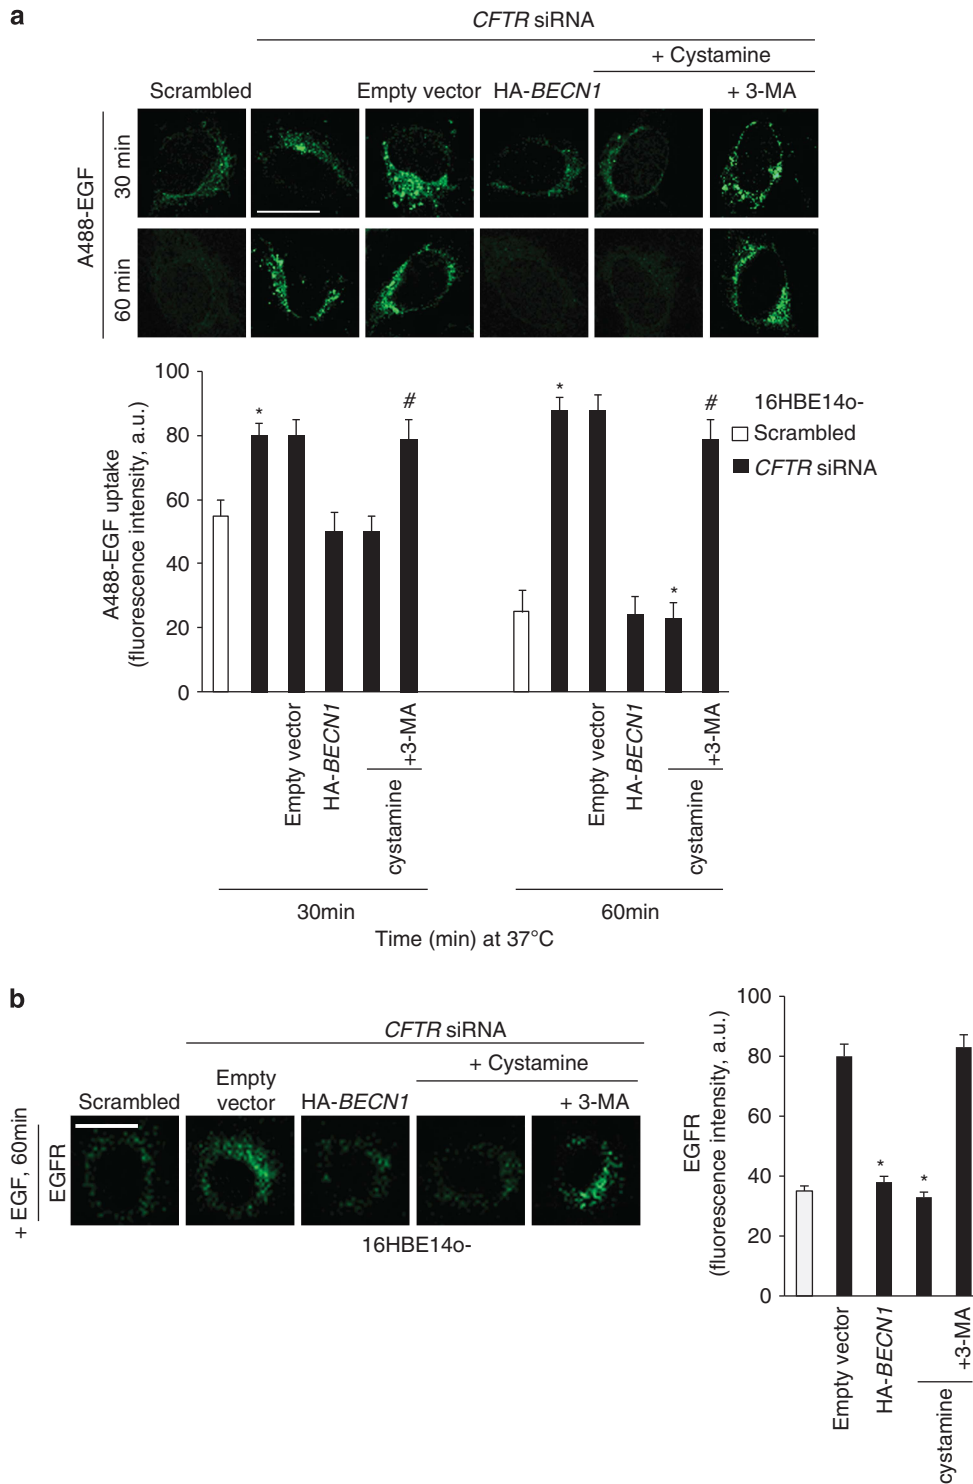 a
CFTR siRNA
+ Cystamine
Scrambled
Empty vector
HA-BECN1
+ 3-MA
A488-EGF
30 min
60 min
100
80
60
40
20
0
A488-EGF uptake
(fluorescence intensity, a.u.)
*
#
*
*
#
16HBE14o-
Scrambled
CFTR siRNA
Empty vector
HA-BECN1
+3-MA
cystamine
Empty vector
HA-BECN1
+3-MA
cystamine
30min
60min
Time (min) at 37°C
b
CFTR siRNA
+ Cystamine
Scrambled
Empty
vector
HA-BECN1
+ 3-MA
+ EGF, 60min
EGFR
16HBE14o-
100
80
60
40
20
0
EGFR
(fluorescence intensity, a.u.)
*
*
Empty vector
HA-BECN1
+3-MA
cystamine